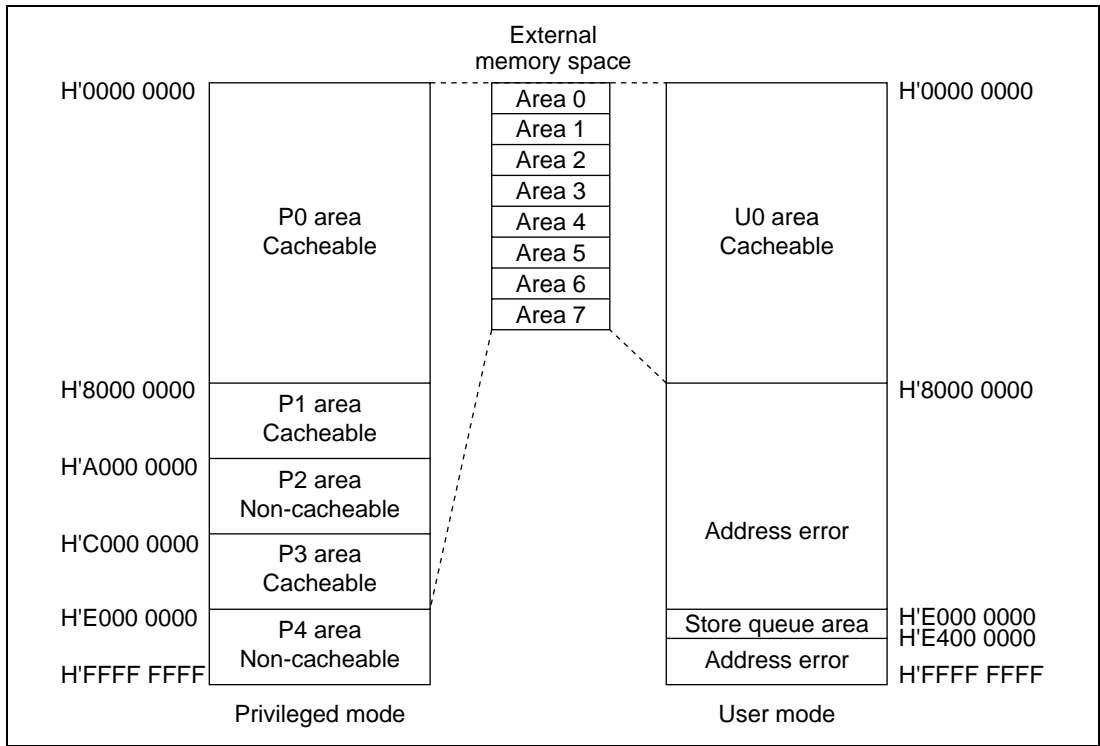 External
memory space
H'0000 0000
Area 0
H'0000 0000
Area 1
Area 2
Area 3
P0 area
Cacheable
Area 4
U0 area
Cacheable
Area 5
Area 6
Area 7
H'8000 0000
H'8000 0000
P1 area
Cacheable
H'A000 0000
P2 area
Non-cacheable
Address error
H'C000 0000
P3 area
Cacheable
H'E000 0000
Store queue area
H'E000 0000
P4 area
Non-cacheable
H'E400 0000
Address error
H'FFFF FFFF
H'FFFF FFFF
Privileged mode
User mode